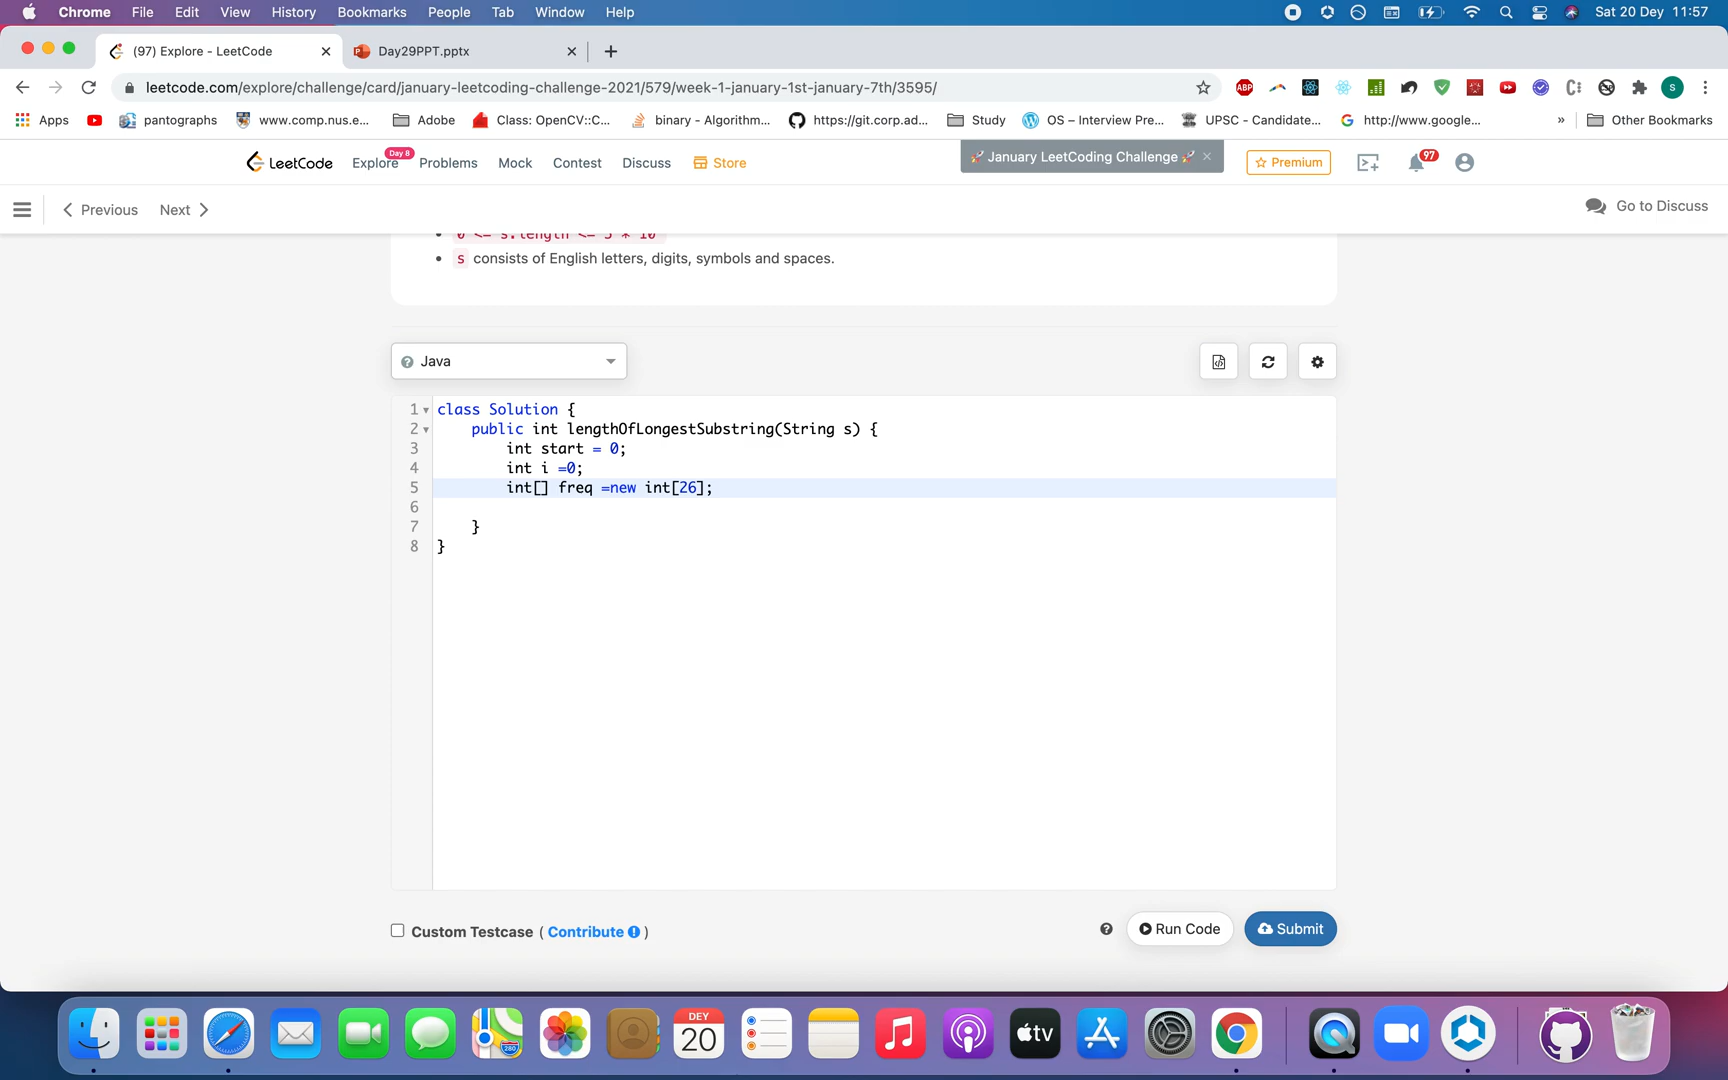 Chrome File Edit View History Bookmarks People Tab Window Help Sat 20 Dey 11:57
(97) Explore - LeetCode Day29PPT.pptx
leetcode.com/explore/challenge/card/january-leetcoding-challenge-2021/579/week-1-january-1st-january-7th/3595/
ABP S
Apps pantographs www.comp.nus.e... Adobe Class: OpenCV::C... binary - Algorithm... https://git.corp.ad... Study OS – Interview Pre... UPSC - Candidate... http://www.google... » Other Bookmarks
LeetCode Explore Day 8 Problems Mock Contest Discuss Store January LeetCoding Challenge Premium 97
Previous Next Go to Discuss
s consists of English letters, digits, symbols and spaces.
Java
1 class Solution {
2 public int lengthOfLongestSubstring(String s) {
3 int start = 0;
4 int i =0;
5 int[] freq =new int[26];
6
7 }
8 }
Custom Testcase ( Contribute ) Run Code Submit
280 DEY 20 tv